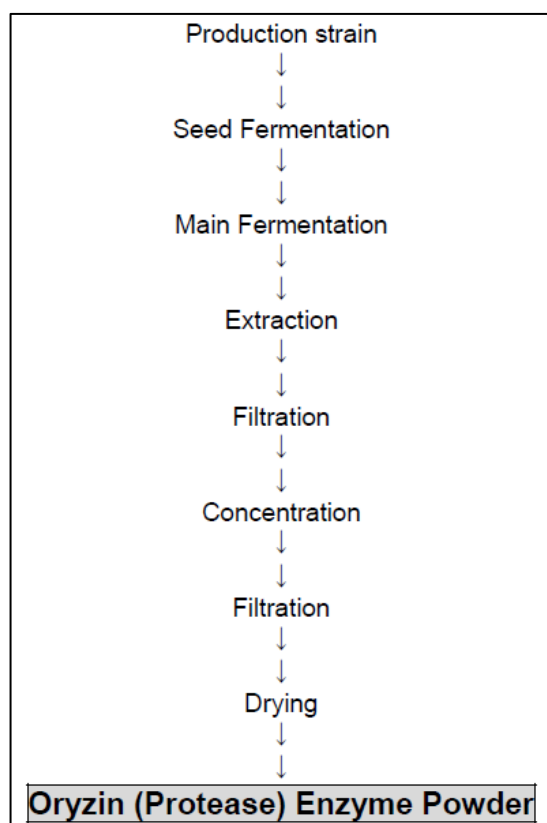 Production strain
↓
↓
Seed Fermentation
↓
↓
Main Fermentation
↓
↓
Extraction
↓
↓
Filtration
↓
↓
Concentration
↓
↓
Filtration
↓
↓
Drying
↓
↓
Oryzin (Protease) Enzyme Powder